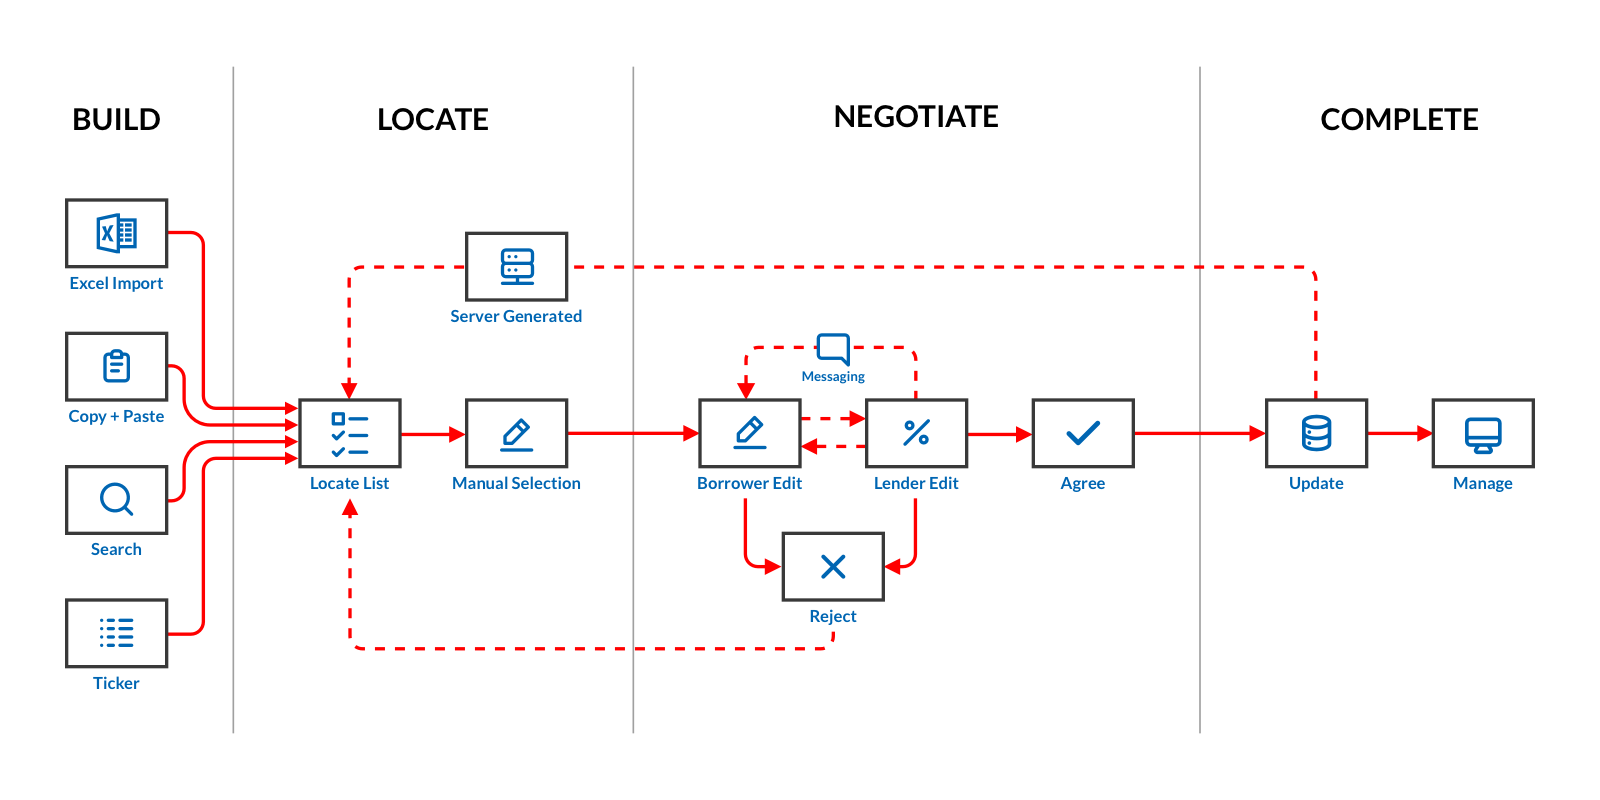 BUILD
LOCATE
NEGOTIATE
COMPLETE
Excel Import
Copy + Paste
Search
Ticker
Server Generated
Locate List
Manual Selection
Messaging
Borrower Edit
Lender Edit
Agree
Reject
Update
Manage